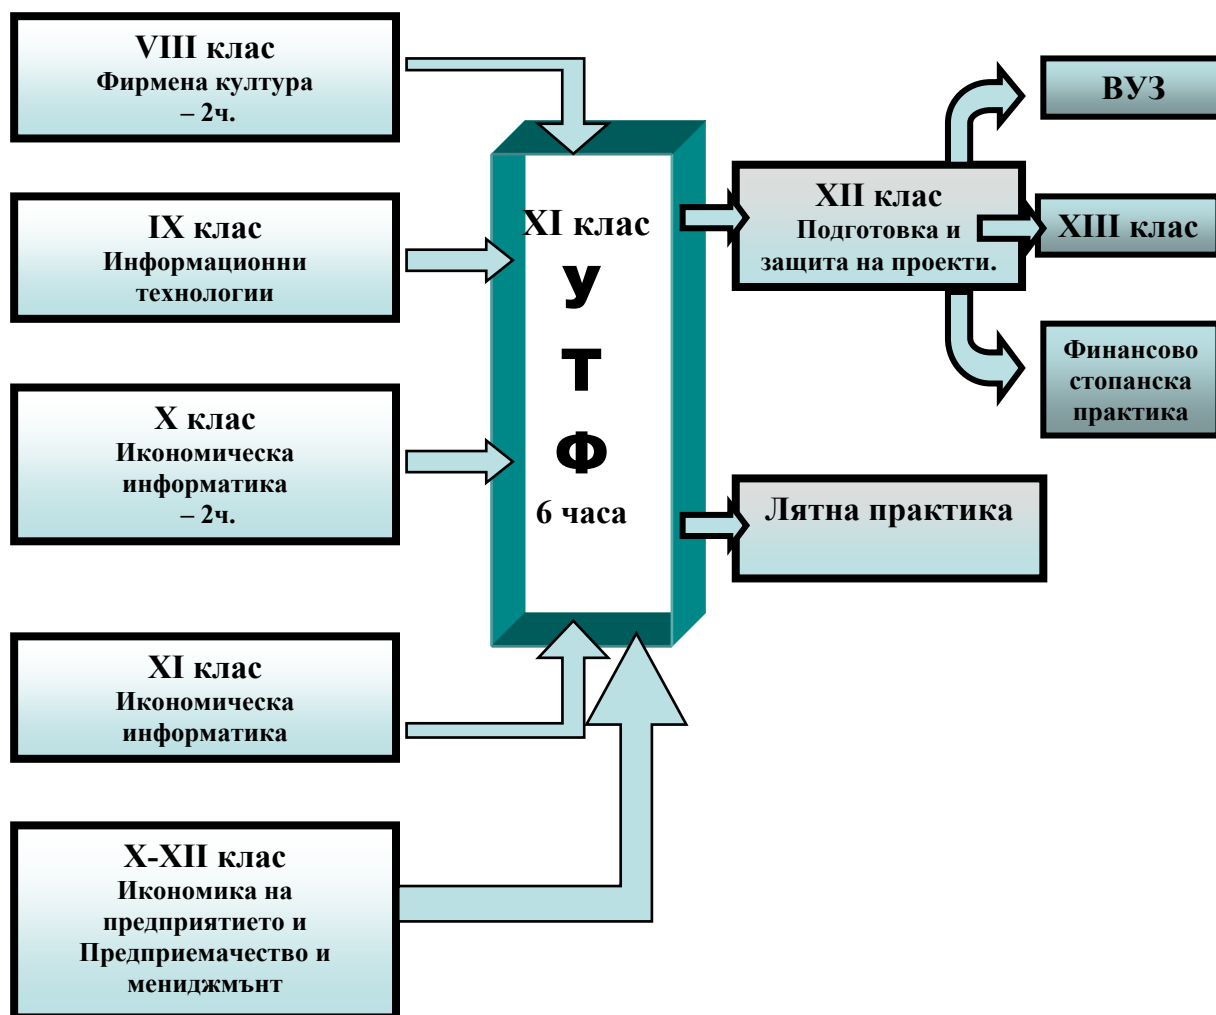 VIII клас
Фирмена култура
– 2ч.
IX клас
Информационни
технологии
X клас
Икономическа
информатика
– 2ч.
XI клас
Икономическа
информатика
X-XII клас
Икономика на
предприятието и
Предприемачество и
мениджмънт
XI клас
У
Т
Ф
6 часа
XII клас
Подготовка и
защита на проекти.
Лятна практика
ВУЗ
XIII клас
Финансово
стопанска
практика